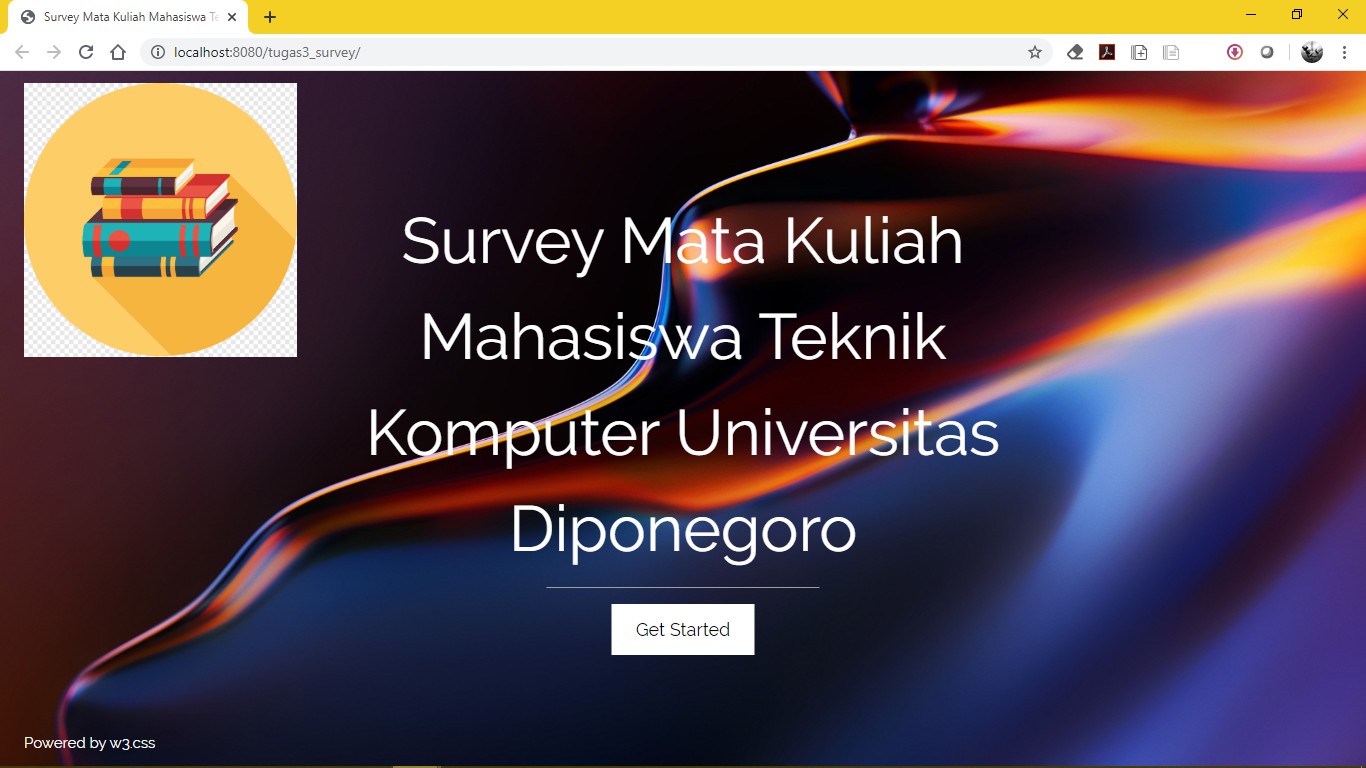 Survey Mata Kuliah Mahasiswa Te
localhost:8080/tugas3_survey/
Survey Mata Kuliah
Mahasiswa Teknik
Komputer Universitas
Diponegoro
Get Started
Powered by w3.css